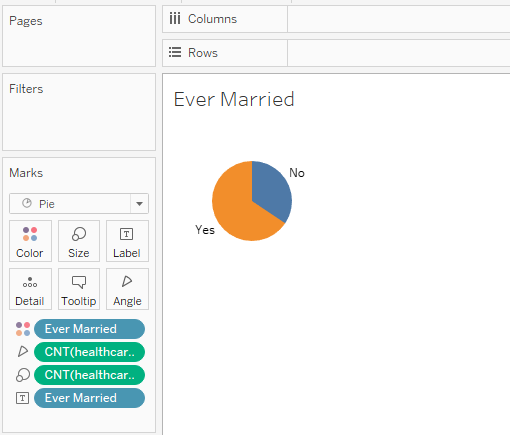 Pages
Columns
Rows
Filters
Ever Married
Marks
Pie
Color
Size
T
Label
Detail
Tooltip
Angle
Ever Married
CNT(healthcar..
CNT(healthcar..
T
Ever Married
No
Yes